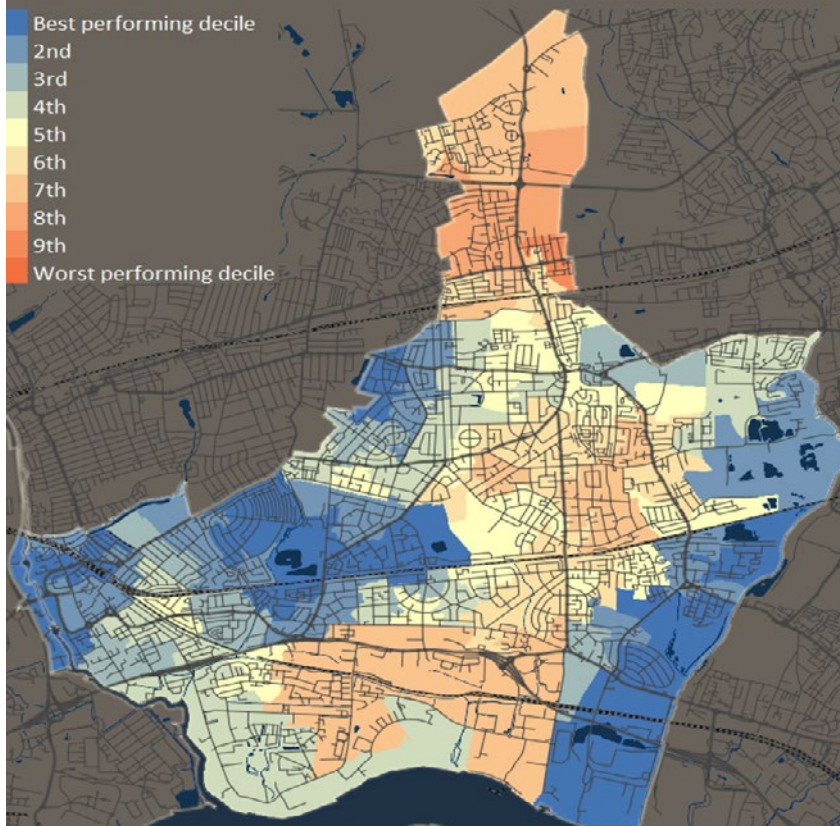 Best performing decile
2nd
3rd
4th
5th
6th
7th
8th
9th
Worst performing decile